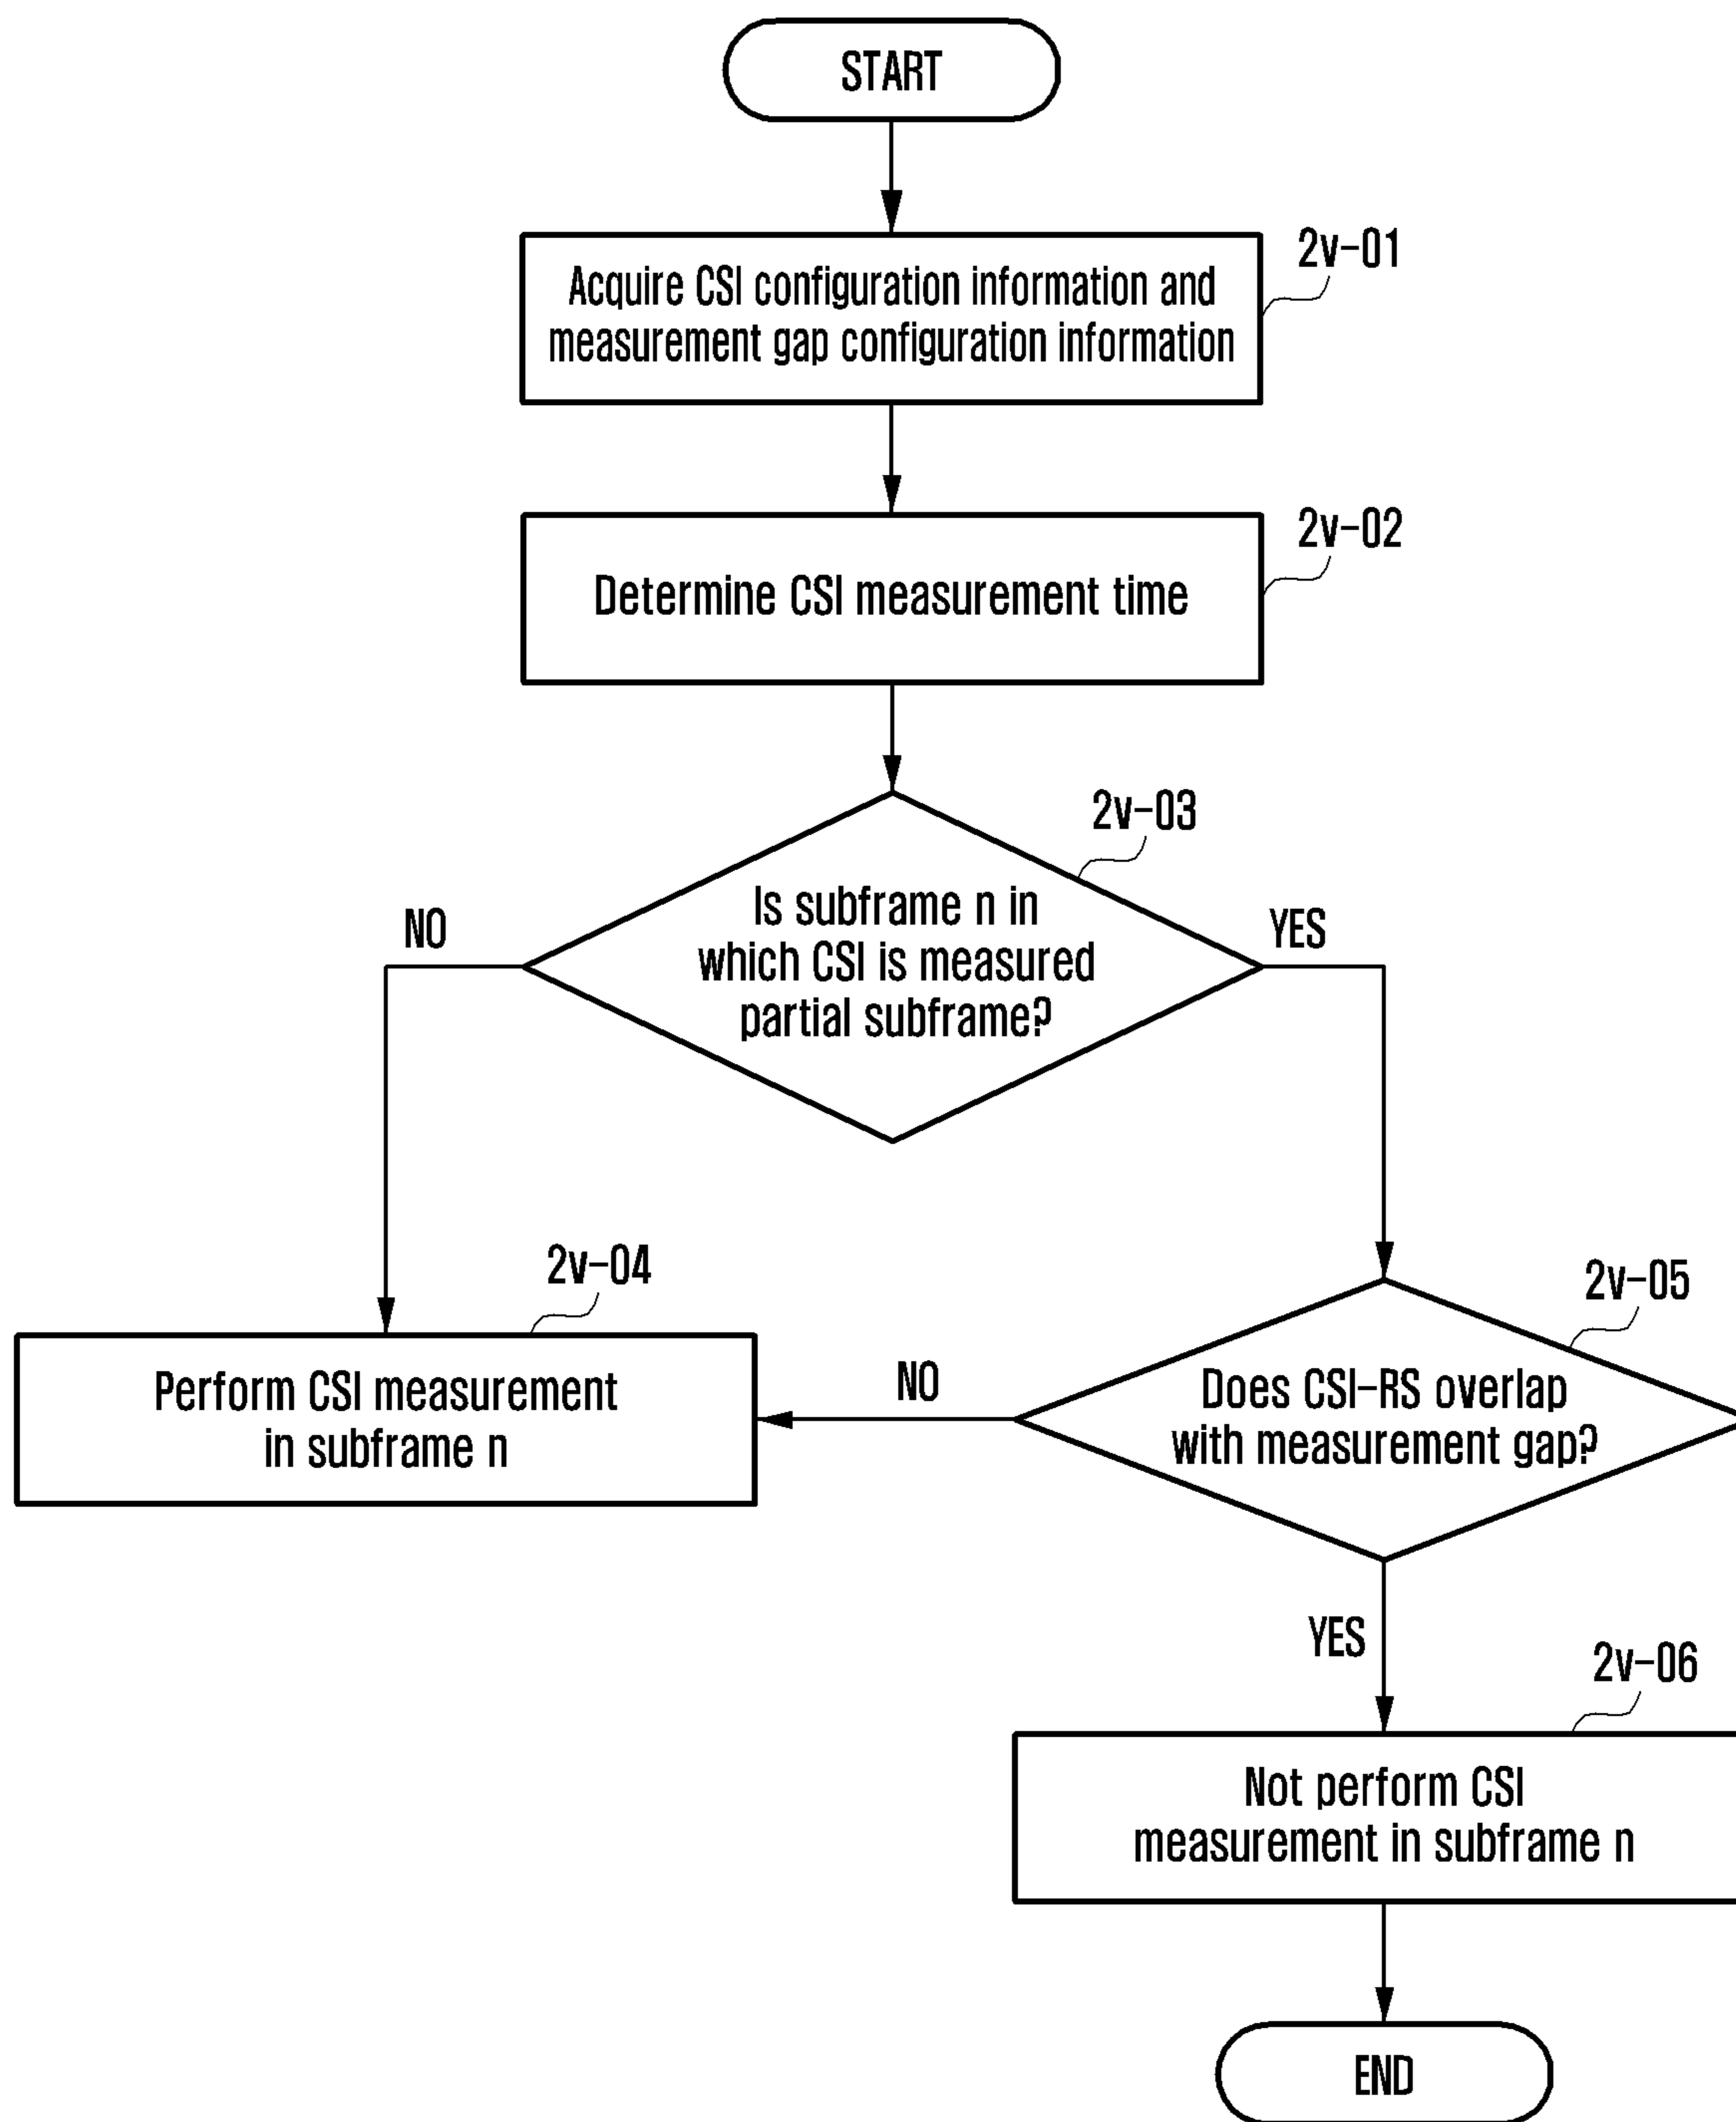 START
2v-01
Acquire CSI configuration information and
measurement gap configuration information
2v-02
Determine CSI measurement time
2v-03
Is subframe n in
which CSI is measured
partial subframe?
NO
YES
2v-04
Perform CSI measurement
in subframe n
NO
2v-05
Does CSI-RS overlap
with measurement gap?
YES
2v-06
Not perform CSI
measurement in subframe n
END